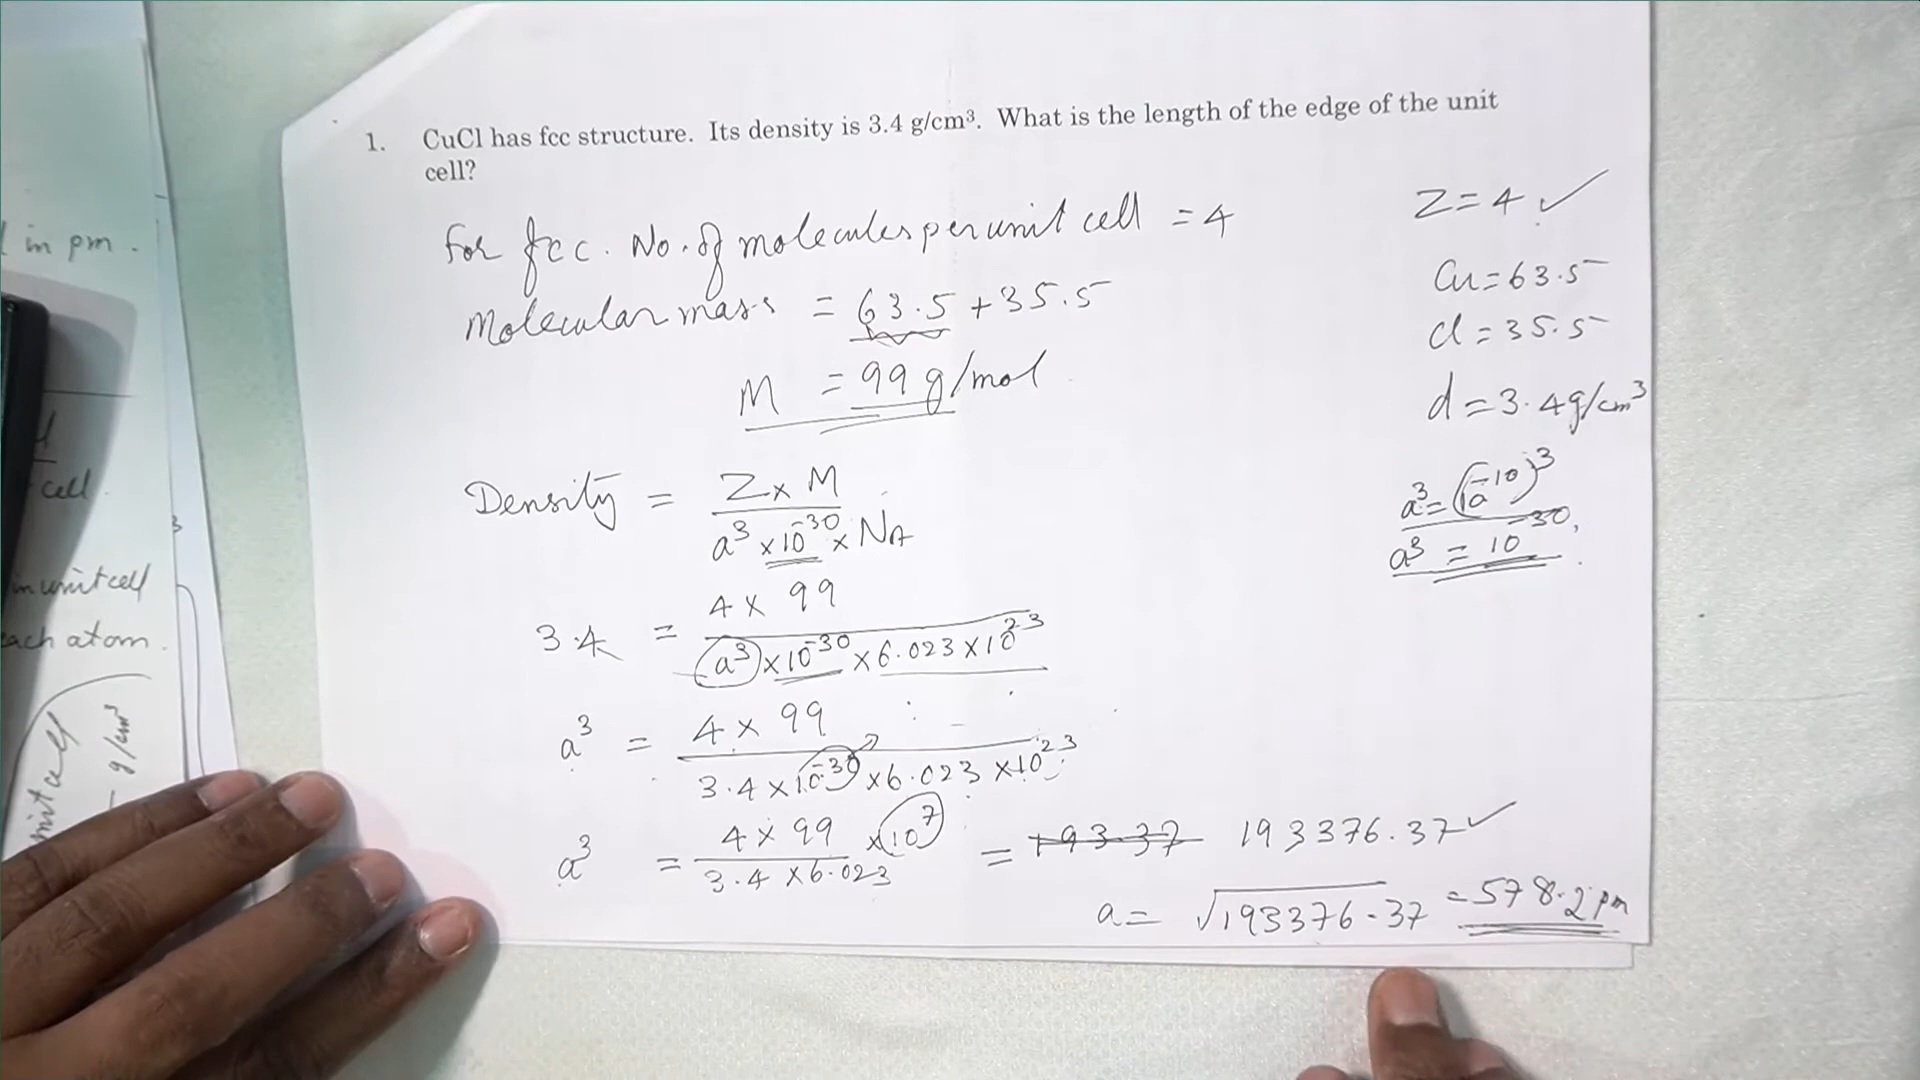 1. CuCl has fcc structure. Its density is 3.4 g/cm³. What is the length of the edge of the unit
cell?
For fcc. No. of molecules per unit cell = 4
Molecular mass = 63.5 + 35.5
M = 99 g/mol
Density = Z x M / a³ x 10⁻³⁰ x NA
3.4 = 4 x 99 / a³ x 10⁻³⁰ x 6.023 x 10²³
a³ = 4 x 99 / 3.4 x 10⁻³⁰ x 6.023 x 10²³
a³ = 4 x 99 / 3.4 x 6.023 x 10⁷ = 193.37 193376.37 ✓
a = √193376.37 = 578.2 pm
Z = 4 ✓
Cu = 63.5
Cl = 35.5
d = 3.4 g/cm³
a³ = (10⁻¹⁰)³
a³ = 10⁻³⁰
in pm.
cell
in unit cell
each atom.
unit cell
g/cm³
3